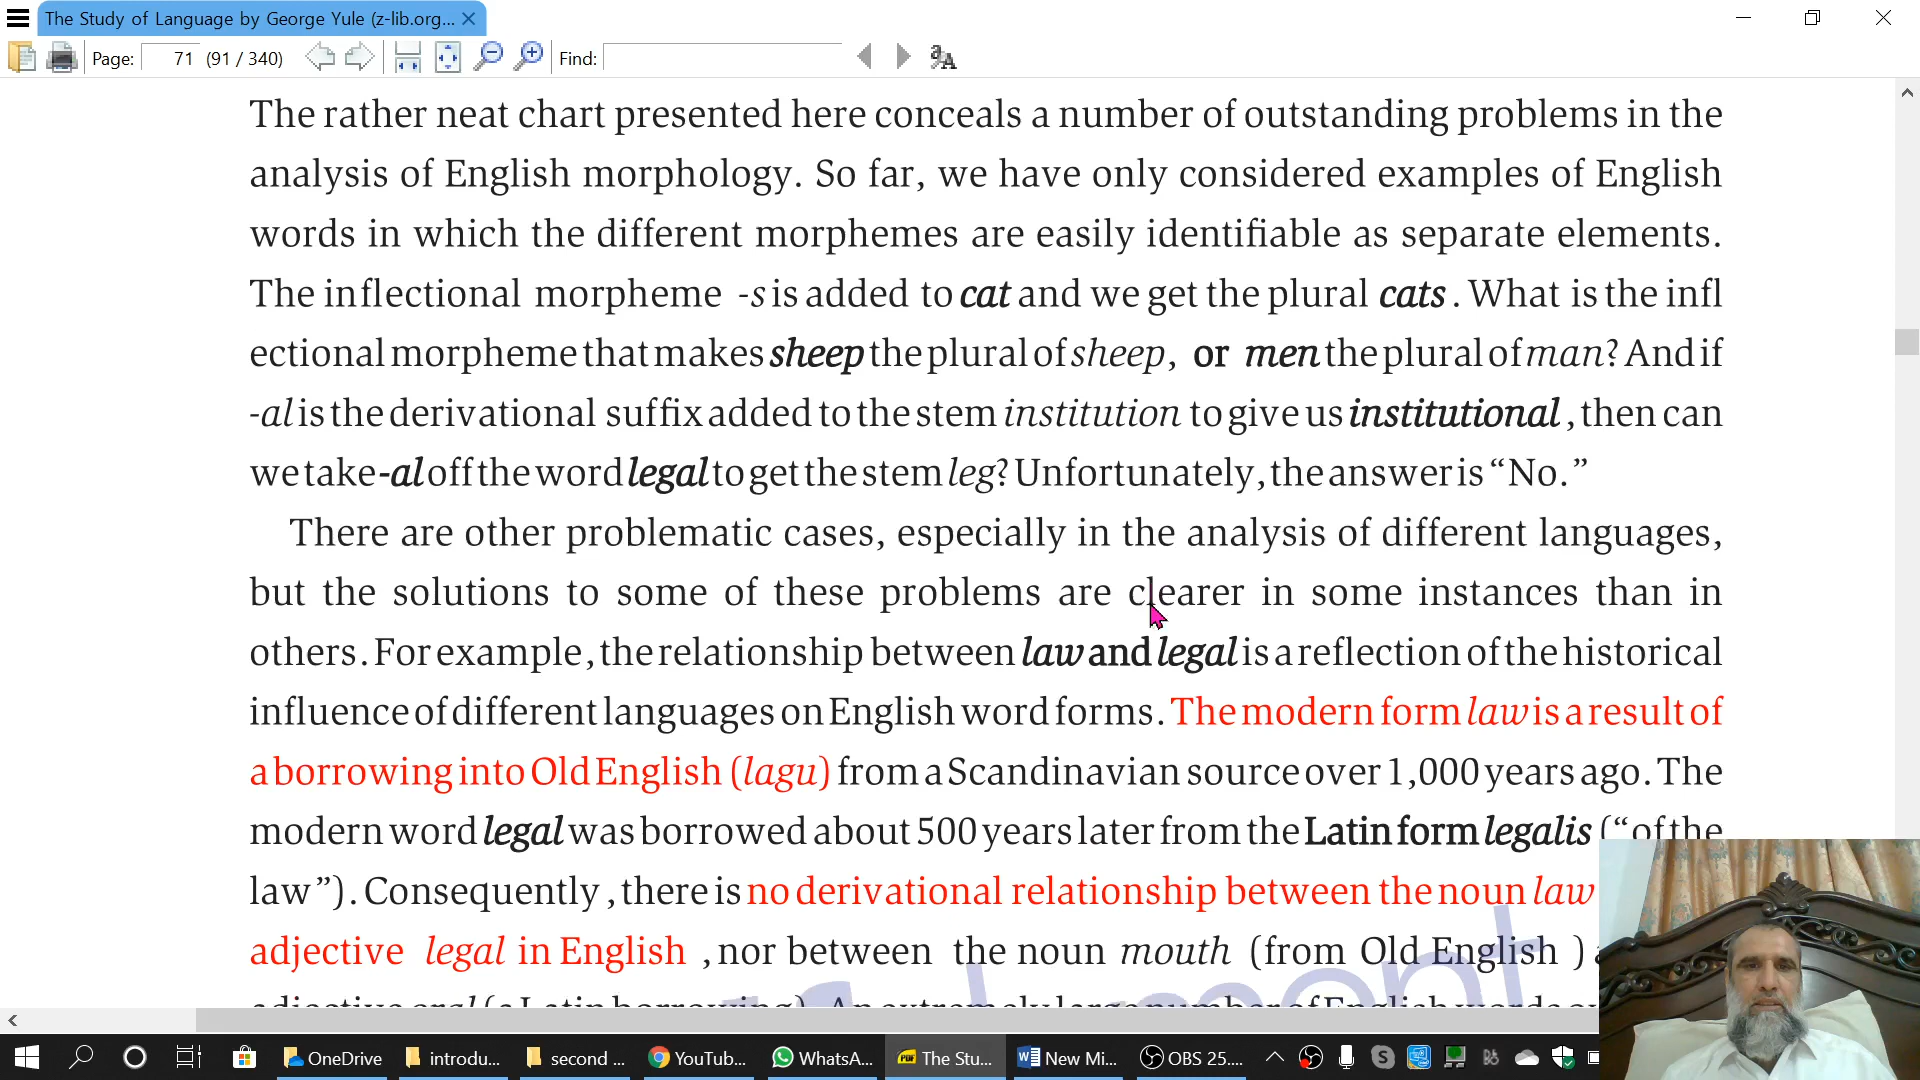 The Study of Language by George Yule (z-lib.org...
Page: 71 (91 / 340) Find:
The rather neat chart presented here conceals a number of outstanding problems in the
analysis of English morphology. So far, we have only considered examples of English
words in which the different morphemes are easily identifiable as separate elements.
The inflectional morpheme -s is added to cat and we get the plural cats . What is the infl
ectional morpheme that makes sheep the plural of sheep, or men the plural of man? And if
-al is the derivational suffix added to the stem institution to give us institutional , then can
we take -al off the word legal to get the stem leg? Unfortunately, the answer is “No. ”
There are other problematic cases, especially in the analysis of different languages,
but the solutions to some of these problems are clearer in some instances than in
others. For example, the relationship between law and legal is a reflection of the historical
influence of different languages on English word forms. The modern form law is a result of
a borrowing into Old English (lagu) from a Scandinavian source over 1,000 years ago. The
modern word legal was borrowed about 500 years later from the Latin form legalis (“of the
law”). Consequently , there is no derivational relationship between the noun law
adjective legal in English , nor between the noun mouth (from Old English )
adjective oral (a Latin borrowing). An extremely large number of English words
OneDrive introdu... second ... YouTub... WhatsA... The Stu... New Mi... OBS 25....